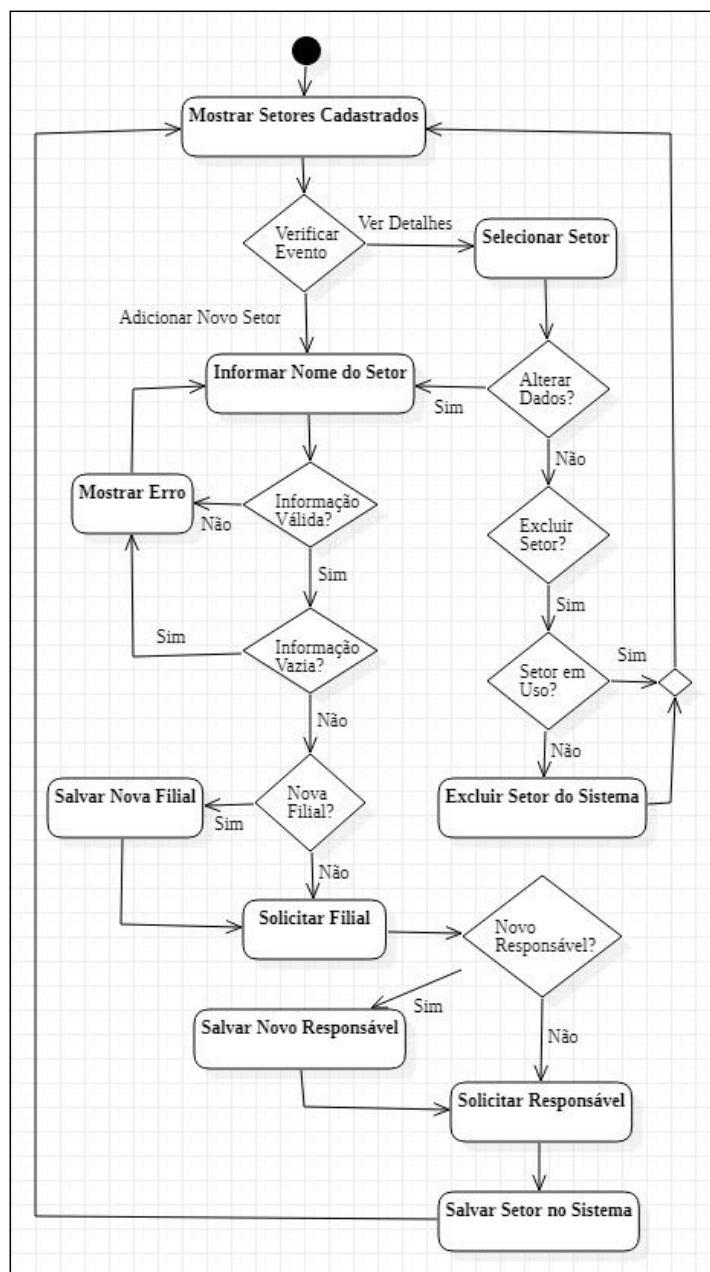 Mostrar Setores Cadastrados
Verificar
Evento
Ver Detalhes
Selecionar Setor
Adicionar Novo Setor
Informar Nome do Setor
Sim
Alterar
Dados?
Não
Mostrar Erro
Não
Informação
Válida?
Excluir
Setor?
Sim
Sim
Sim
Informação
Vazia?
Setor em
Uso?
Sim
Não
Não
Salvar Nova Filial
Sim
Nova
Filial?
Excluir Setor do Sistema
Não
Solicitar Filial
Novo
Responsável?
Sim
Salvar Novo Responsável
Não
Solicitar Responsável
Salvar Setor no Sistema